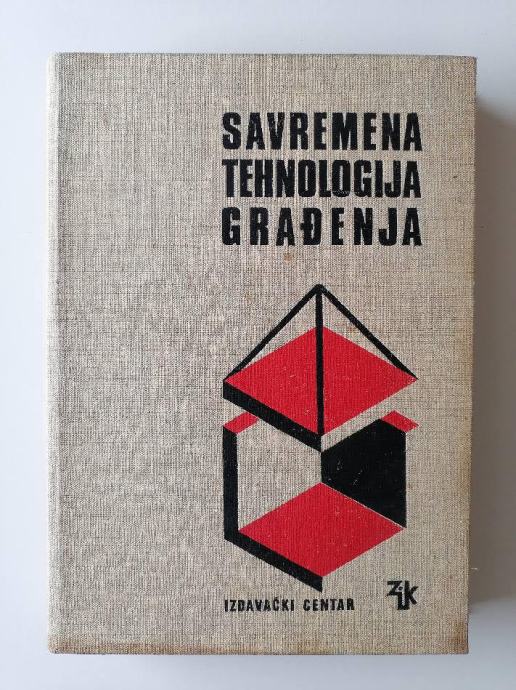 SAVREMENA
TEHNOLOGIJA
GRAĐENJA
IZDAVAČKI CENTAR